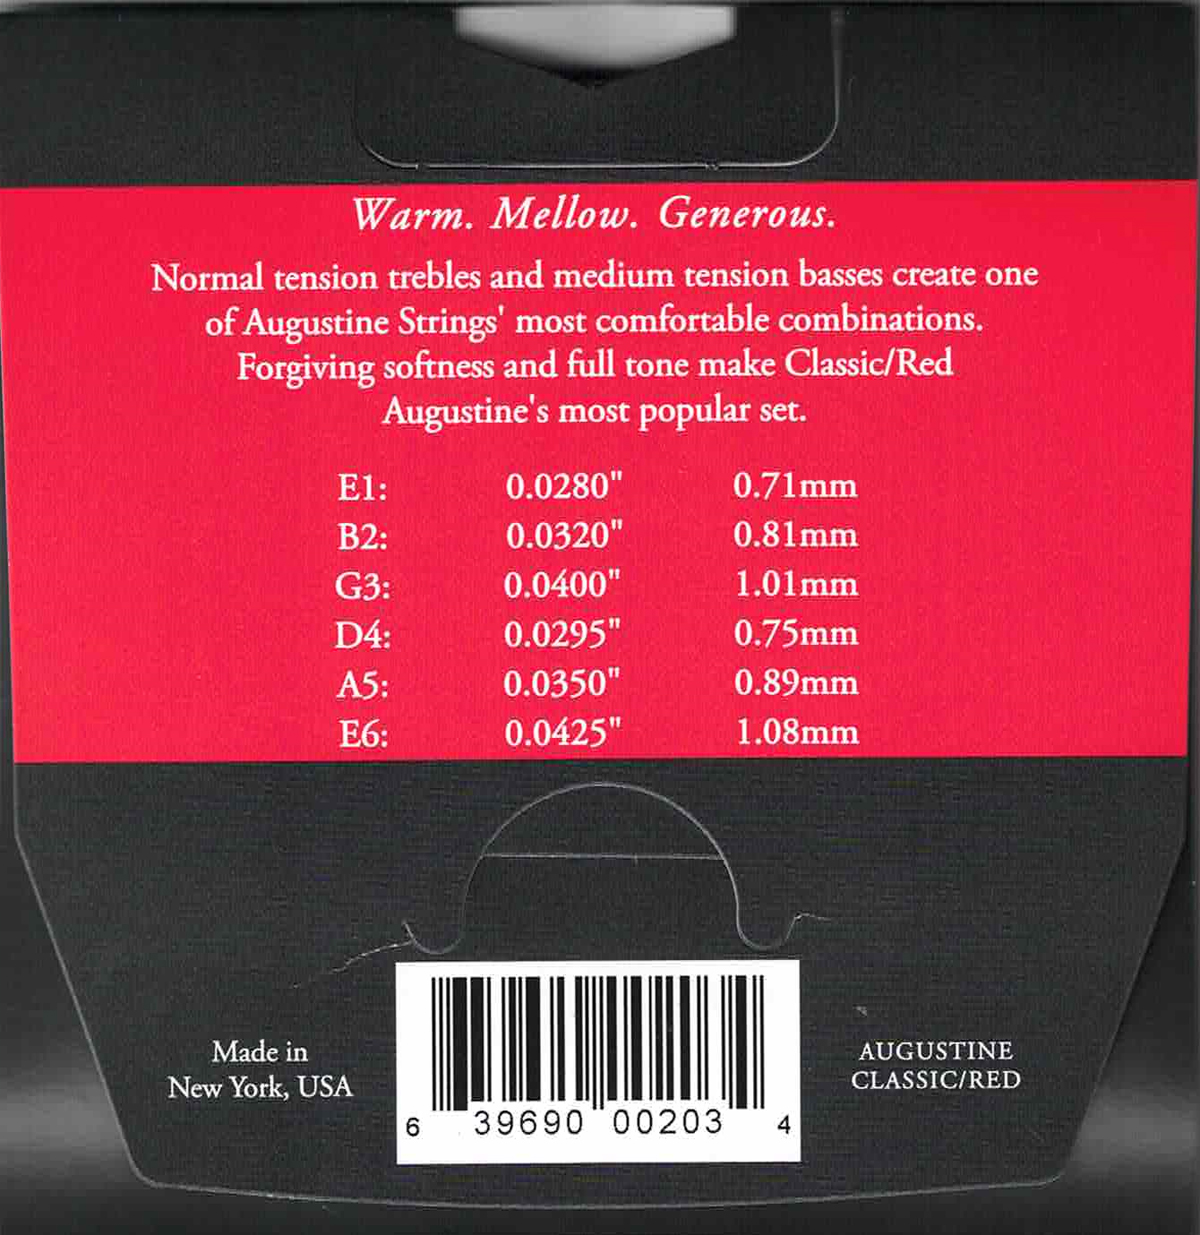 Warm. Mellow. Generous.
Normal tension trebles and medium tension basses create one
of Augustine Strings' most comfortable combinations.
Forgiving softness and full tone make Classic/Red
Augustine's most popular set.
E1: 0.0280" 0.71mm
B2: 0.0320" 0.81mm
G3: 0.0400" 1.01mm
D4: 0.0295" 0.75mm
A5: 0.0350" 0.89mm
E6: 0.0425" 1.08mm
Made in
New York, USA
6 39690 00203 4
AUGUSTINE
CLASSIC/RED